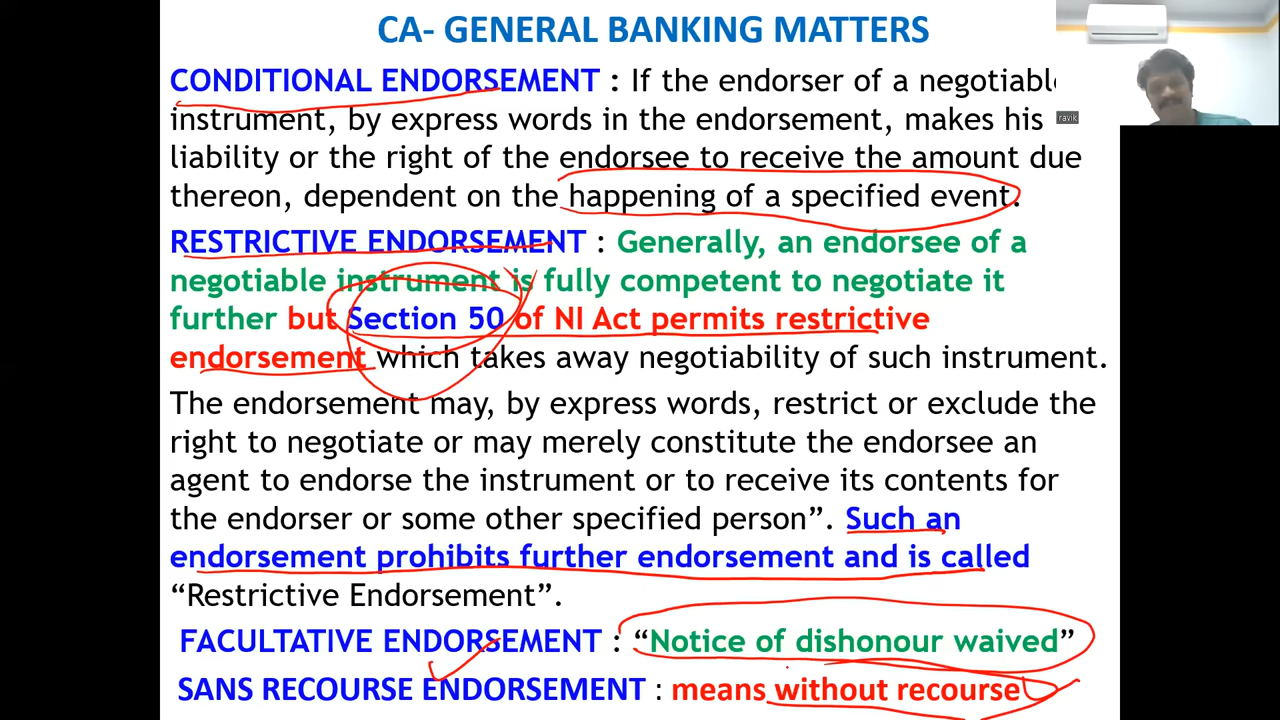 CA- GENERAL BANKING MATTERS
CONDITIONAL ENDORSEMENT : If the endorser of a negotiable
instrument, by express words in the endorsement, makes his
ravik
liability or the right of the endorsee to receive the amount due
thereon, dependent on the happening of a specified event.
RESTRICTIVE ENDORSEMENT : Generally, an endorsee of a
negotiable instrument is fully competent to negotiate it
further but Section 50 of NI Act permits restrictive
endorsement which takes away negotiability of such instrument.
The endorsement may, by express words, restrict or exclude the
right to negotiate or may merely constitute the endorsee an
agent to endorse the instrument or to receive its contents for
the endorser or some other specified person”. Such an
endorsement prohibits further endorsement and is called
“Restrictive Endorsement”.
FACULTATIVE ENDORSEMENT : “Notice of dishonour waived”
SANS RECOURSE ENDORSEMENT : means without recourse